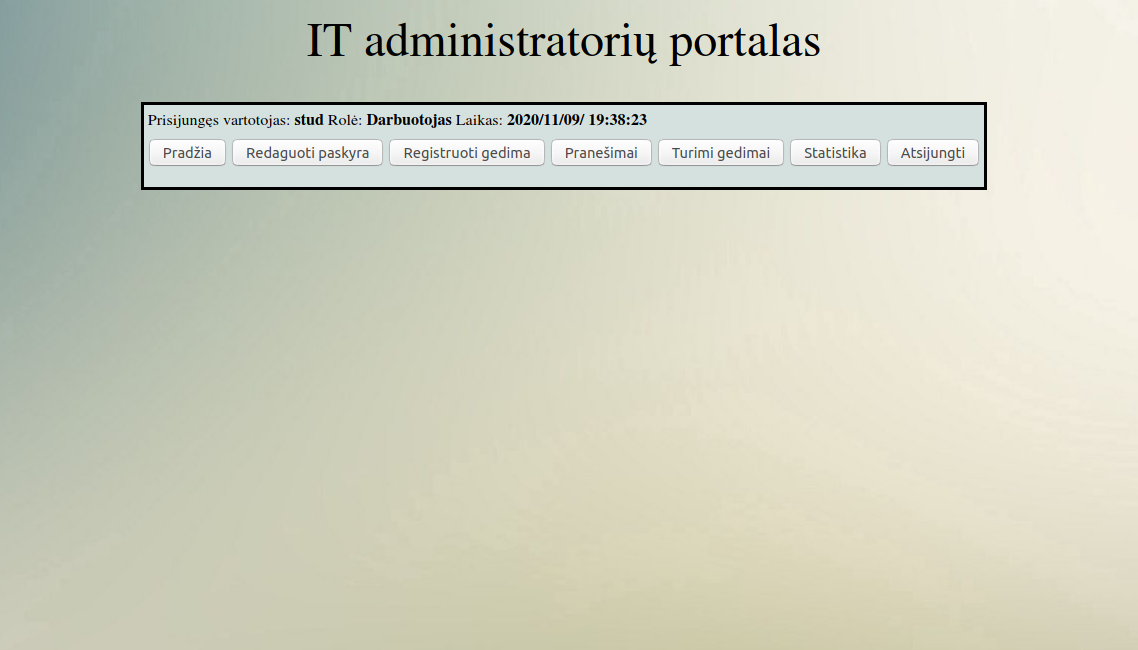 IT administratorių portalas
Prisijungęs vartotojas: stud Rolė: Darbuotojas Laikas: 2020/11/09/ 19:38:23
Pradžia Redaguoti paskyra Registruoti gedima Pranešimai Turimi gedimai Statistika Atsijungti